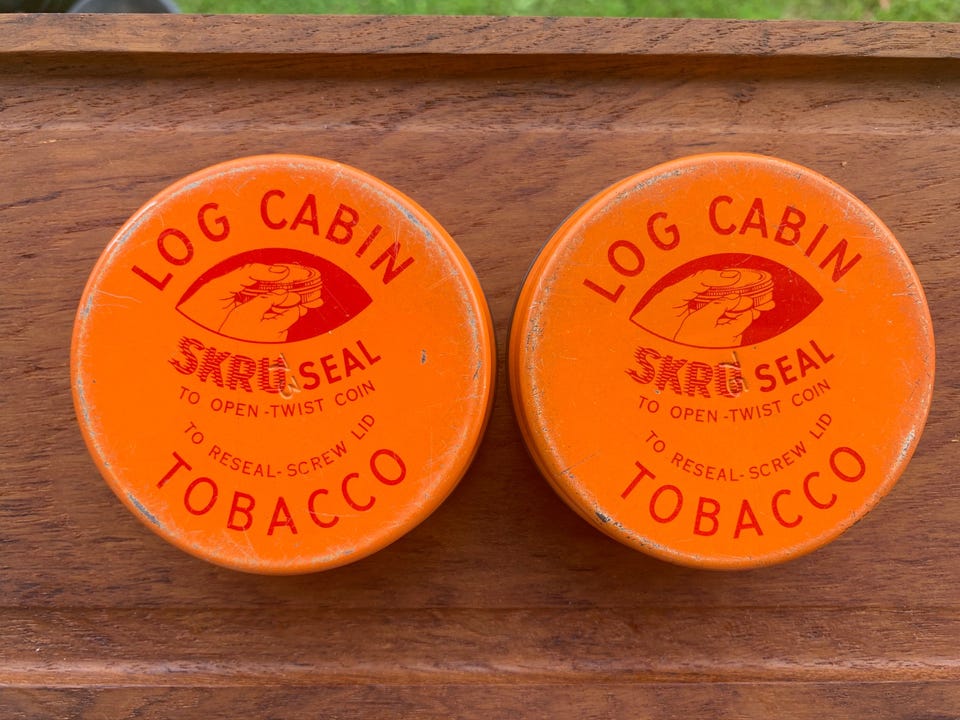 LOG CABIN
SKRU SEAL
TO OPEN - TWIST COIN
TO RESEAL - SCREW LID
TOBACCO
LOG CABIN
SKRU SEAL
TO OPEN - TWIST COIN
TO RESEAL - SCREW LID
TOBACCO